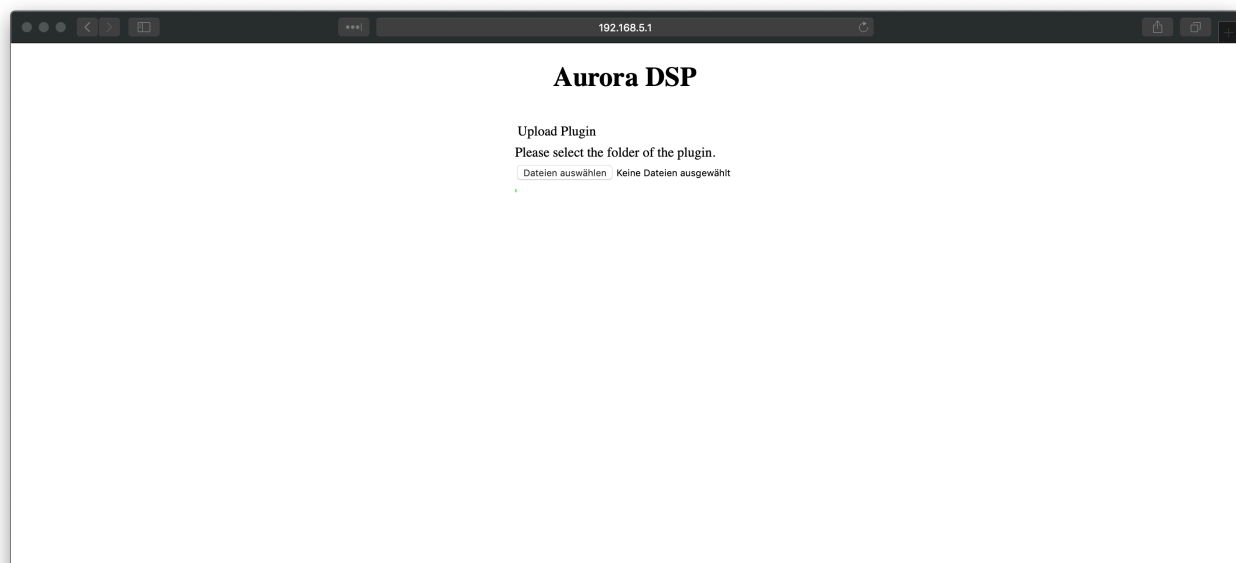 192.168.5.1
Aurora DSP
Upload Plugin
Please select the folder of the plugin.
Dateien auswählen Keine Dateien ausgewählt